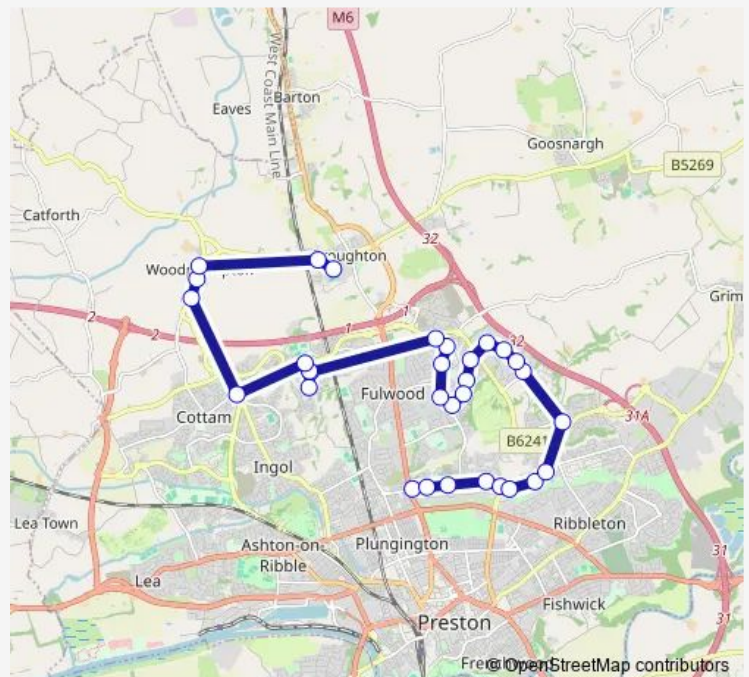 M6
West Coast Main Line
Barton
Eaves
Goosnargh
B5269
Catforth
32
Grim
1
2
2
1
32
31A
Fulwood
Cottam
B6241
Ingol
Lea Town
Ribbleton
Ashton-on-
Ribble
Plungington
31
Lea
Fishwick
31
Preston
© OpenStreetMap contributors